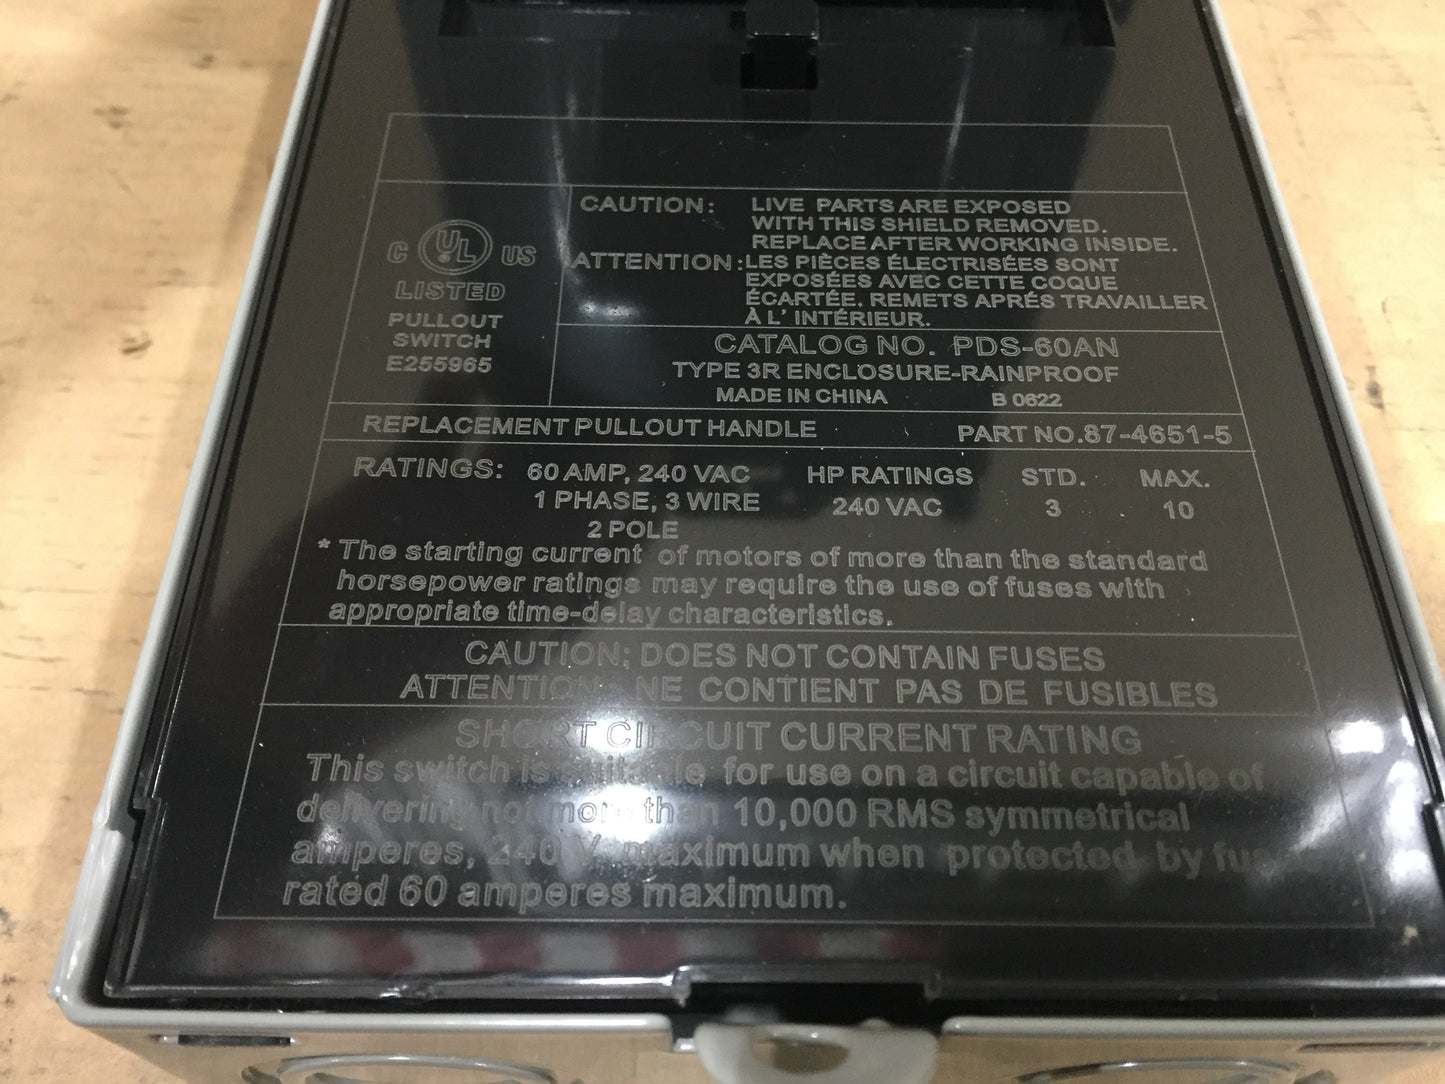 C UL US
LISTED
PULLOUT
SWITCH
E255965
CAUTION: LIVE PARTS ARE EXPOSED
WITH THIS SHIELD REMOVED.
REPLACE AFTER WORKING INSIDE.
ATTENTION: LES PIÈCES ÉLECTRISÉES SONT
EXPOSÉES AVEC CETTE COQUE
ÉCARTÉE. REMETS APRÉS TRAVAILLER
À L' INTÉRIEUR.
CATALOG NO. PDS-60AN
TYPE 3R ENCLOSURE-RAINPROOF
MADE IN CHINA B 0622
REPLACEMENT PULLOUT HANDLE PART NO.87-4651-5
RATINGS: 60 AMP, 240 VAC HP RATINGS STD. MAX.
1 PHASE, 3 WIRE 240 VAC 3 10
2 POLE
* The starting current of motors of more than the standard
horsepower ratings may require the use of fuses with
appropriate time-delay characteristics.
CAUTION: DOES NOT CONTAIN FUSES
ATTENTION: NE CONTIENT PAS DE FUSIBLES
SHORT CIRCUIT CURRENT RATING
This switch is suitable for use on a circuit capable of
delivering not more than 10,000 RMS symmetrical
amperes, 240 V maximum when protected by fuses
rated 60 amperes maximum.